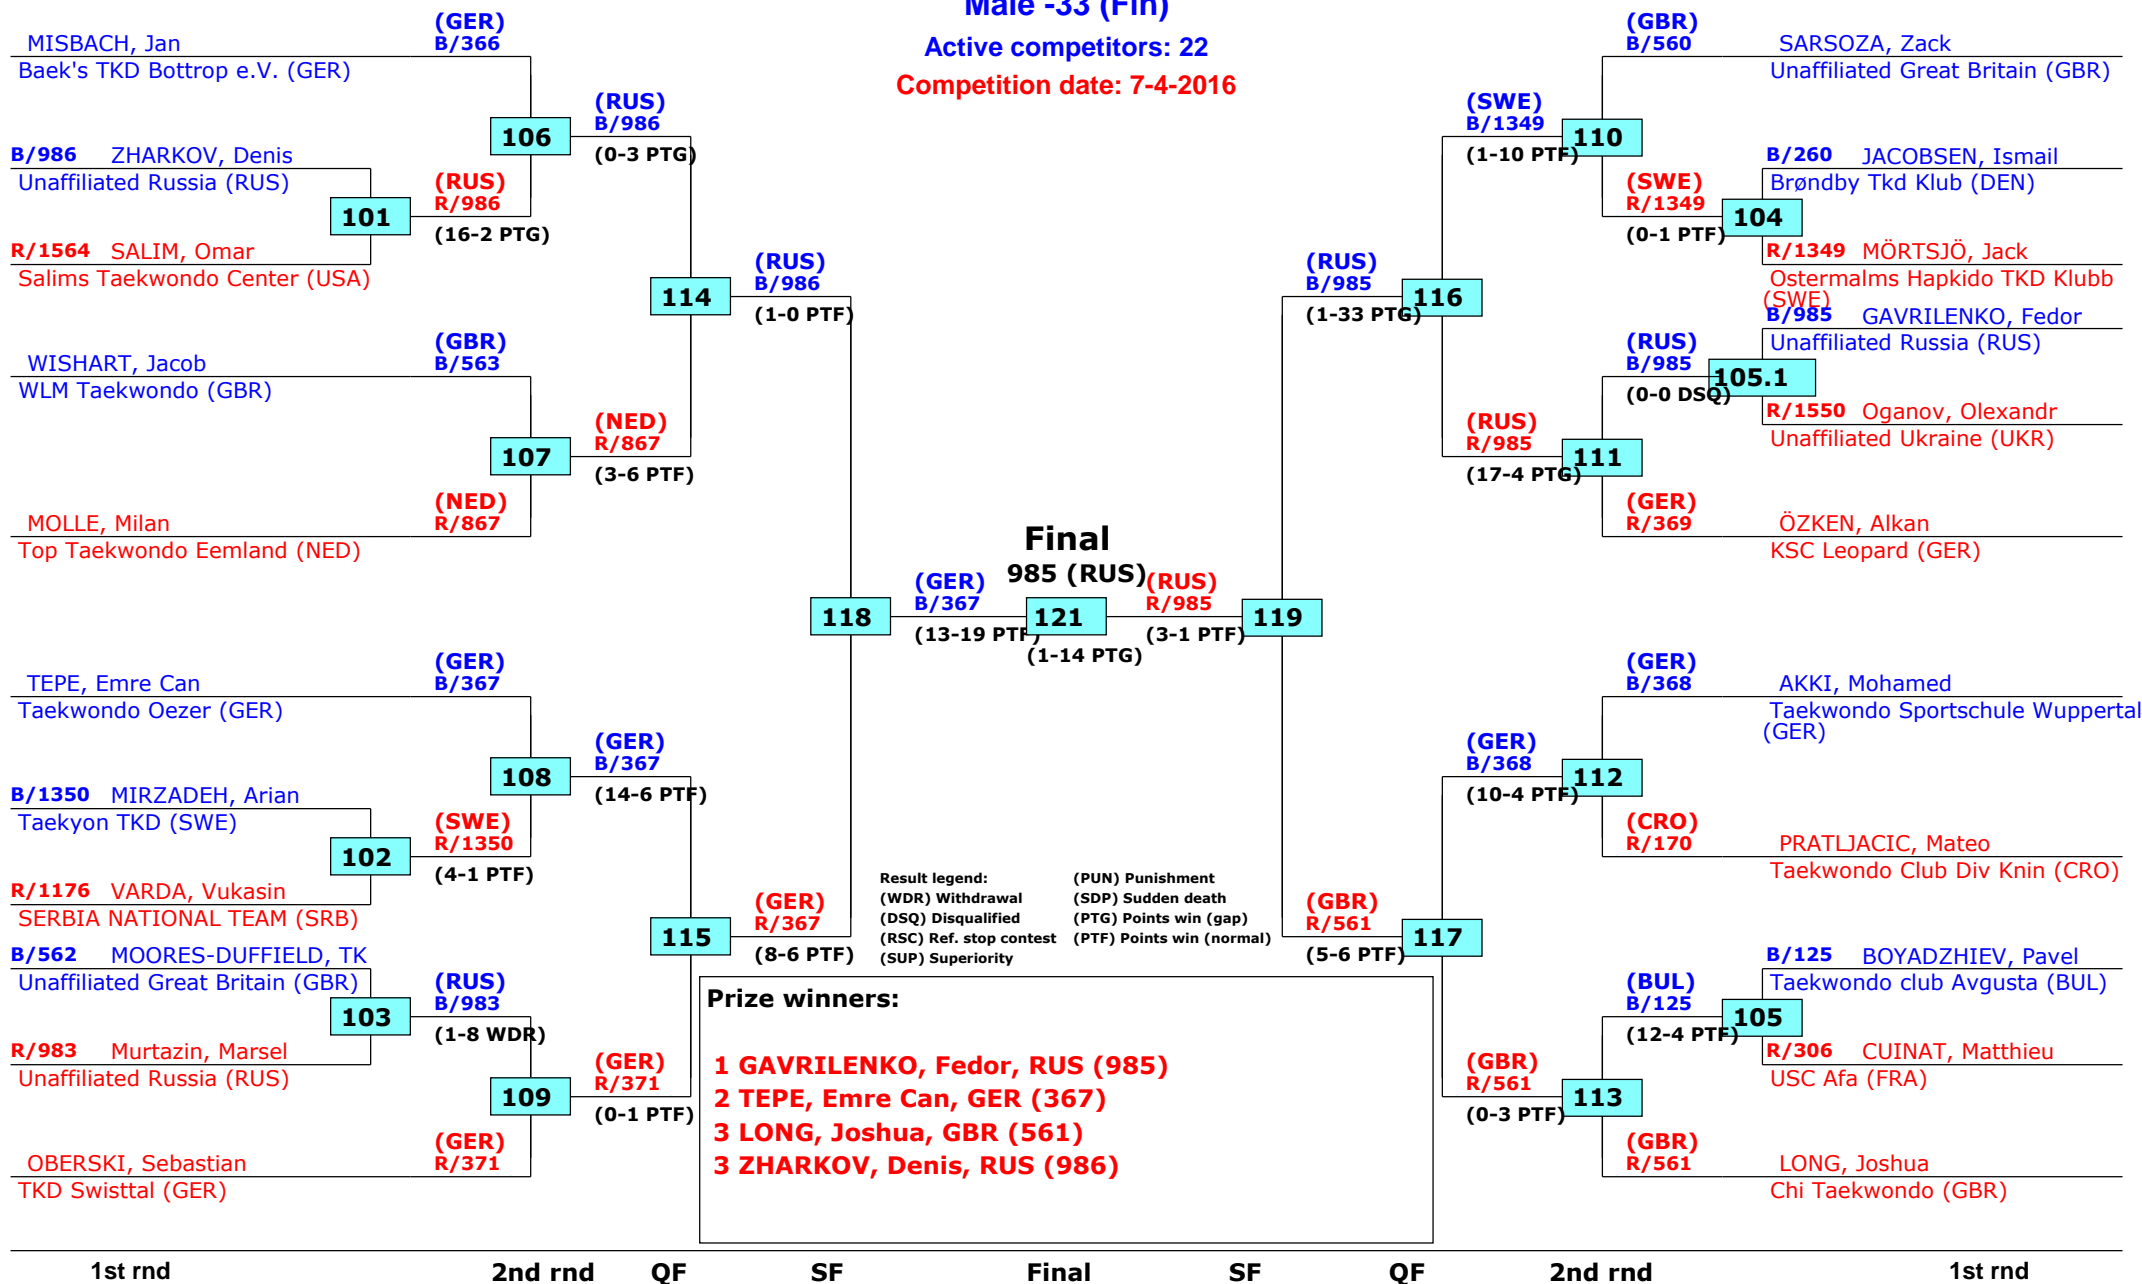 Male -33 (Fin)
Active competitors: 22
Competition date: 7-4-2016
MISBACH, Jan
Baek's TKD Bottrop e.V. (GER)
(GER)
B/366
B/986 ZHARKOV, Denis
Unaffiliated Russia (RUS)
R/1564 SALIM, Omar
Salims Taekwondo Center (USA)
101
(RUS)
R/986
(16-2 PTG)
106
(RUS)
B/986
(0-3 PTG)
WISHART, Jacob
WLM Taekwondo (GBR)
(GBR)
B/563
MOLLE, Milan
Top Taekwondo Eemland (NED)
(NED)
R/867
107
(NED)
R/867
(3-6 PTF)
114
(RUS)
B/986
(1-0 PTF)
TEPE, Emre Can
Taekwondo Oezer (GER)
(GER)
B/367
B/1350 MIRZADEH, Arian
Taekyon TKD (SWE)
R/1176 VARDA, Vukasin
SERBIA NATIONAL TEAM (SRB)
102
(SWE)
R/1350
(4-1 PTF)
108
(GER)
B/367
(14-6 PTF)
B/562 MOORES-DUFFIELD, TK
Unaffiliated Great Britain (GBR)
R/983 Murtazin, Marsel
Unaffiliated Russia (RUS)
103
(RUS)
B/983
(1-8 WDR)
OBERSKI, Sebastian
TKD Swisttal (GER)
(GER)
R/371
109
(GER)
R/371
(0-1 PTF)
115
(GER)
R/367
(8-6 PTF)
118
(GER)
B/367
(13-19 PTF)
Final
985 (RUS)
121
(1-14 PTG)
(RUS)
R/985
(3-1 PTF)
119
(GBR)
B/560
SARSOZA, Zack
Unaffiliated Great Britain (GBR)
B/260 JACOBSEN, Ismail
Brøndby Tkd Klub (DEN)
R/1349 MÖRTSJÖ, Jack
Ostermalms Hapkido TKD Klubb
(SWE)
104
(SWE)
R/1349
(0-1 PTF)
110
(SWE)
B/1349
(1-10 PTF)
B/985 GAVRILENKO, Fedor
Unaffiliated Russia (RUS)
R/1550 Oganov, Olexandr
Unaffiliated Ukraine (UKR)
105.1
(RUS)
B/985
(0-0 DSQ)
(GER)
R/369
ÖZKEN, Alkan
KSC Leopard (GER)
111
(RUS)
R/985
(17-4 PTG)
116
(RUS)
B/985
(1-33 PTG)
(GER)
B/368
AKKI, Mohamed
Taekwondo Sportschule Wuppertal
(GER)
(CRO)
R/170
PRATLJACIC, Mateo
Taekwondo Club Div Knin (CRO)
112
(GER)
B/368
(10-4 PTF)
B/125 BOYADZHIEV, Pavel
Taekwondo club Avgusta (BUL)
R/306 CUINAT, Matthieu
USC Afa (FRA)
105
(BUL)
B/125
(12-4 PTF)
(GBR)
R/561
LONG, Joshua
Chi Taekwondo (GBR)
113
(GBR)
R/561
(0-3 PTF)
117
(GBR)
R/561
(5-6 PTF)
Result legend:
(WDR) Withdrawal
(DSQ) Disqualified
(RSC) Ref. stop contest
(SUP) Superiority
(PUN) Punishment
(SDP) Sudden death
(PTG) Points win (gap)
(PTF) Points win (normal)
Prize winners:
1 GAVRILENKO, Fedor, RUS (985)
2 TEPE, Emre Can, GER (367)
3 LONG, Joshua, GBR (561)
3 ZHARKOV, Denis, RUS (986)
1st rnd 2nd rnd QF SF Final SF QF 2nd rnd 1st rnd